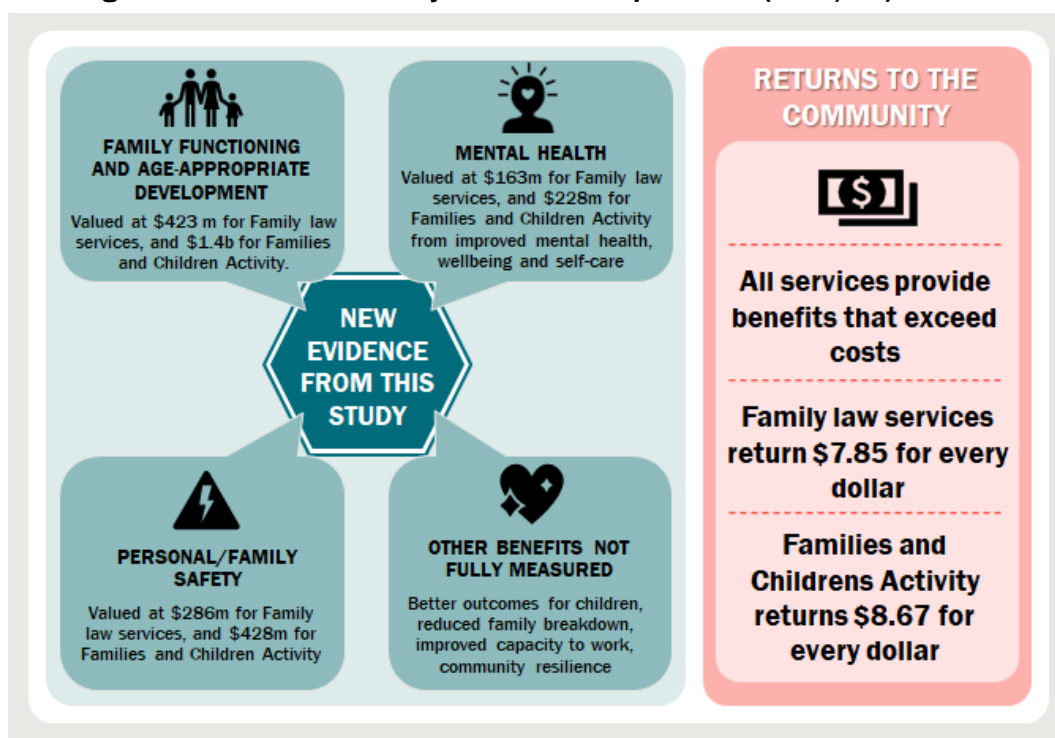 FAMILY FUNCTIONING
AND AGE-APPROPRIATE
DEVELOPMENT
Valued at $423 m for Family law
services, and $1.4b for Families
and Children Activity.
MENTAL HEALTH
Valued at $163m for Family law
services, and $228m for
Families and Children Activity
from improved mental health,
wellbeing and self-care
NEW
EVIDENCE
FROM THIS
STUDY
PERSONAL/FAMILY
SAFETY
Valued at $286m for Family
law services, and $428m for
Families and Children Activity
OTHER BENEFITS NOT
FULLY MEASURED
Better outcomes for children,
reduced family breakdown,
improved capacity to work,
community resilience
RETURNS TO THE
COMMUNITY
$
All services provide
benefits that exceed
costs
Family law services
return $7.85 for every
dollar
Families and
Childrens Activity
returns $8.67 for
every dollar